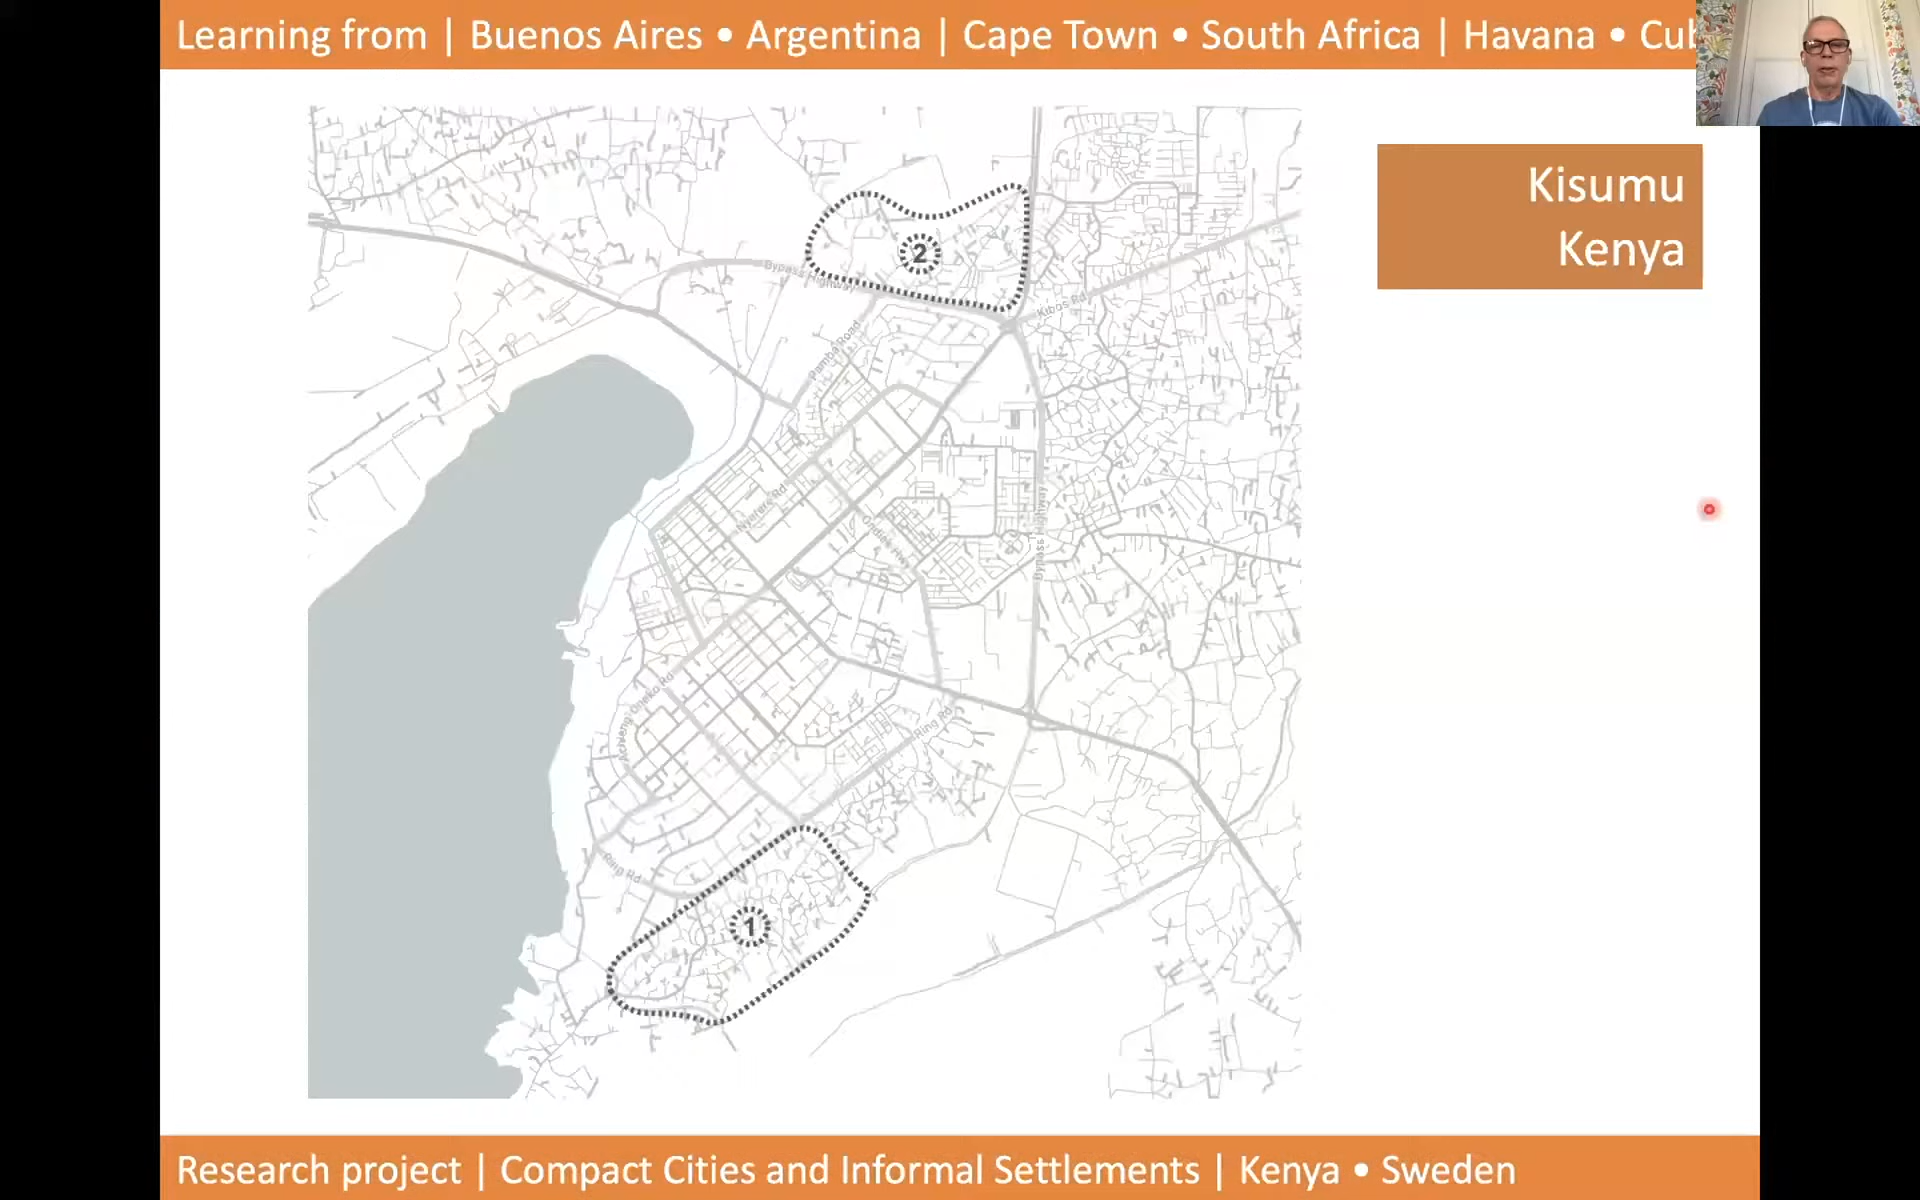 Learning from | Buenos Aires • Argentina | Cape Town • South Africa | Havana • Cub
Kisumu
Kenya
2
Bypass Highway
Kibos Rd
Pamba Road
Nyerere Rd
Bypass Highway
Achieng Oneko Rd
Ring Rd
Ring Rd
1
Research project | Compact Cities and Informal Settlements | Kenya • Sweden